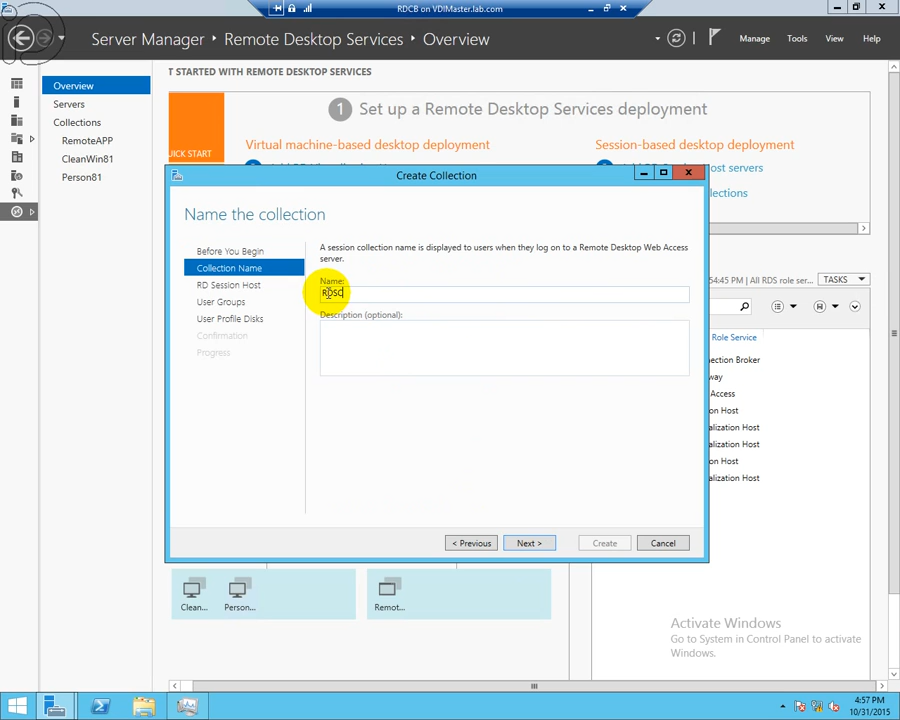 RDCB on VDIMaster.lab.com
Server Manager ‣ Remote Desktop Services ‣ Overview
Manage Tools View Help
Overview
Servers
Collections
RemoteAPP
CleanWin81
Person81
T STARTED WITH REMOTE DESKTOP SERVICES
1 Set up a Remote Desktop Services deployment
UICK START
Virtual machine-based desktop deployment
Session-based desktop deployment
ost servers
ections
Create Collection
Name the collection
Before You Begin
Collection Name
RD Session Host
User Groups
User Profile Disks
Confirmation
Progress
A session collection name is displayed to users when they log on to a Remote Desktop Web Access
server.
Name:
RDSC
Description (optional):
< Previous
Next >
Create
Cancel
54:45 PM | All RDS role ser...
TASKS
Role Service
nection Broker
way
Access
on Host
alization Host
alization Host
on Host
alization Host
Clean...
Person...
Remot...
Activate Windows
Go to System in Control Panel to activate
Windows.
4:57 PM
10/31/2015